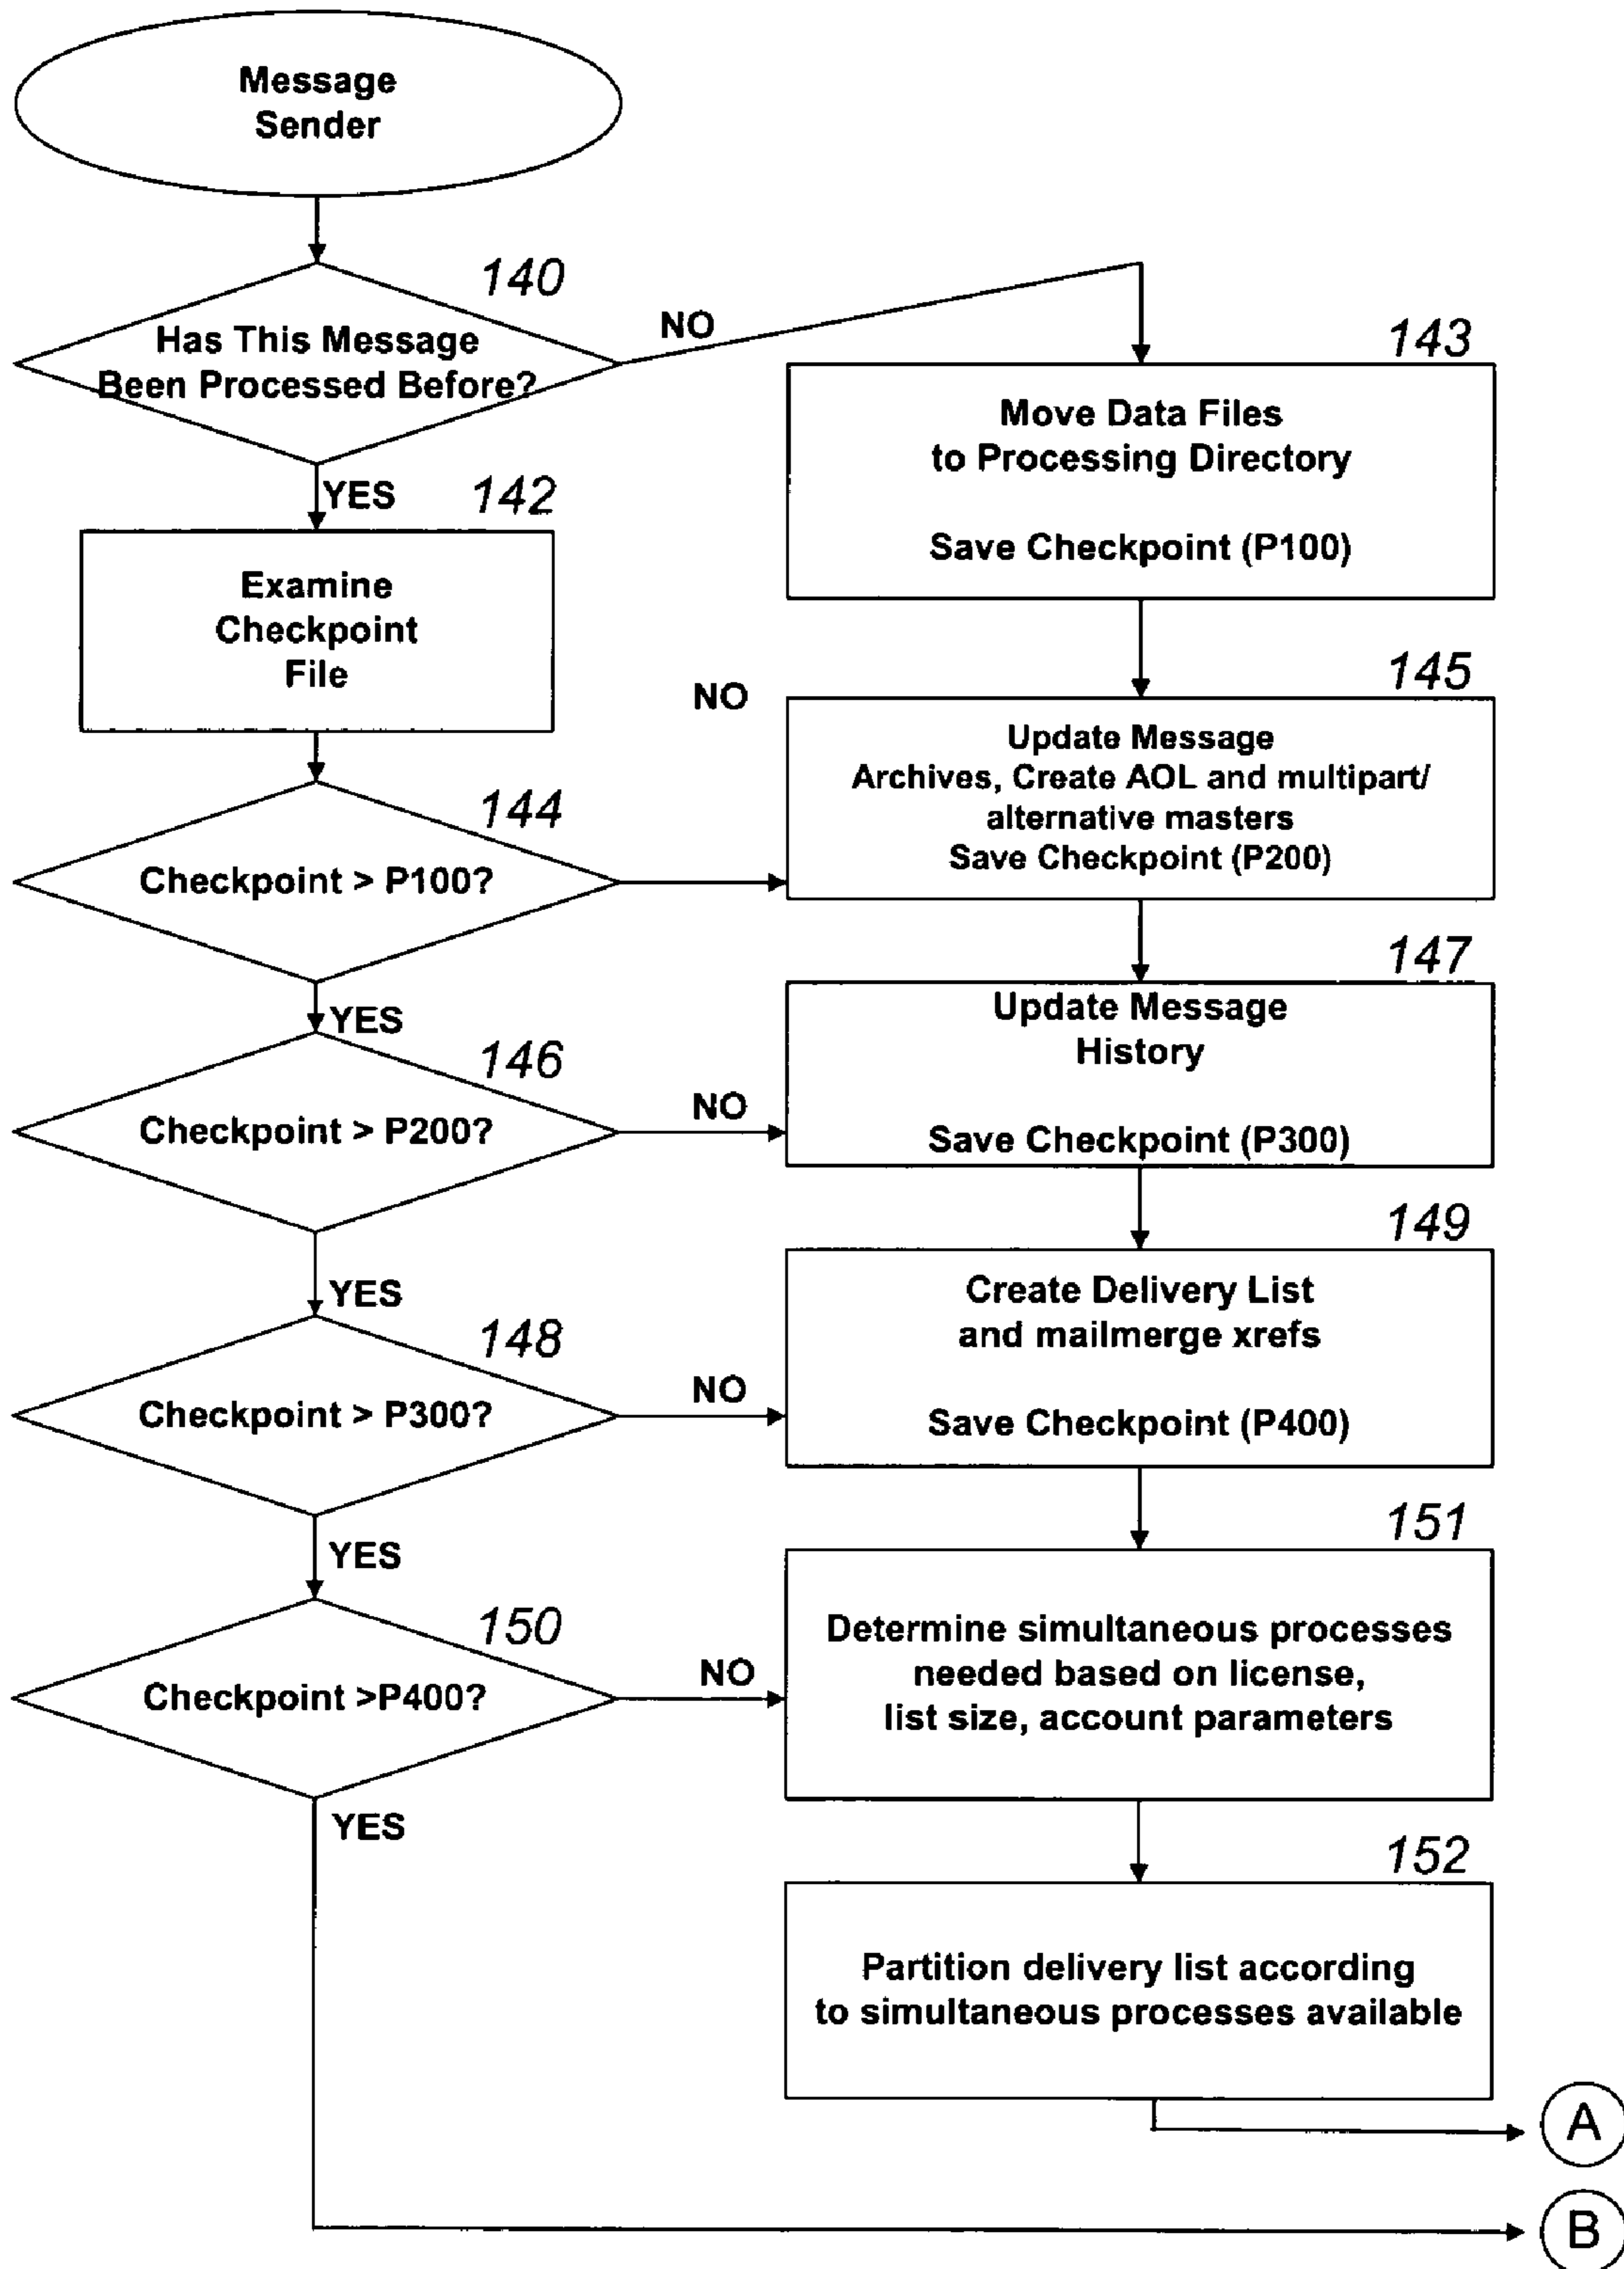 Message
Sender
140
Has This Message
Been Processed Before?
NO
YES
142
Examine
Checkpoint
File
143
Move Data Files
to Processing Directory
Save Checkpoint (P100)
144
Checkpoint > P100?
NO
YES
145
Update Message
Archives, Create AOL and multipart/
alternative masters
Save Checkpoint (P200)
146
Checkpoint > P200?
NO
YES
147
Update Message
History
Save Checkpoint (P300)
148
Checkpoint > P300?
NO
YES
149
Create Delivery List
and mailmerge xrefs
Save Checkpoint (P400)
150
Checkpoint >P400?
NO
YES
151
Determine simultaneous processes
needed based on license,
list size, account parameters
152
Partition delivery list according
to simultaneous processes available
A
B